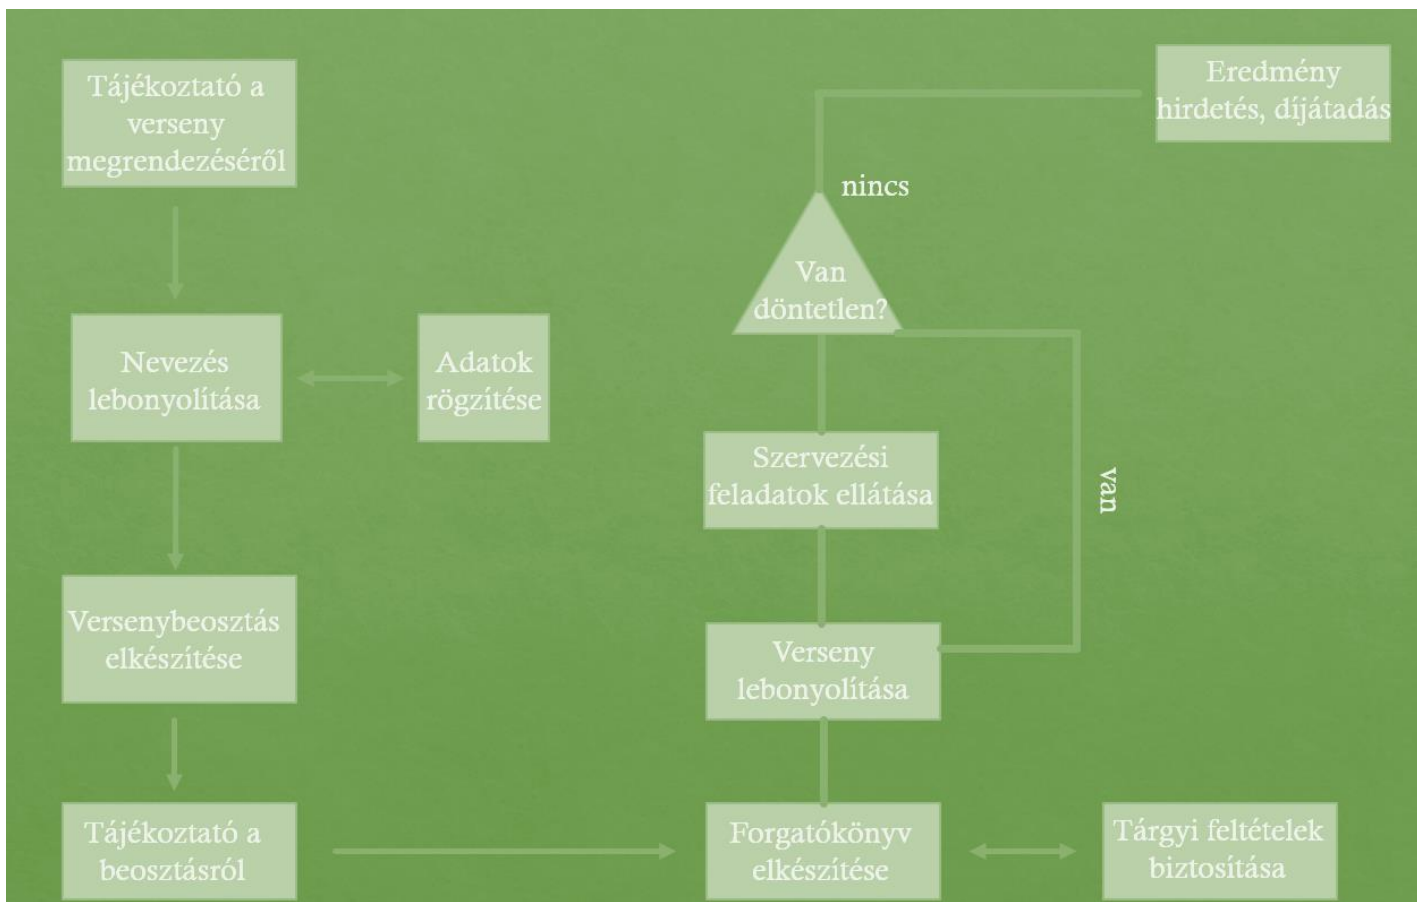 Tájékoztató a
verseny
megrendezéséről
Nevezés
lebonyolítása
Adatok
rögzítése
Versenybeosztás
elkészítése
Tájékoztató a
beosztásról
Forgatókönyv
elkészítése
Tárgyi feltételek
biztosítása
Verseny
lebonyolítása
Szervezési
feladatok ellátása
Van
döntetlen?
van
nincs
Eredmény
hirdetés, díjátadás